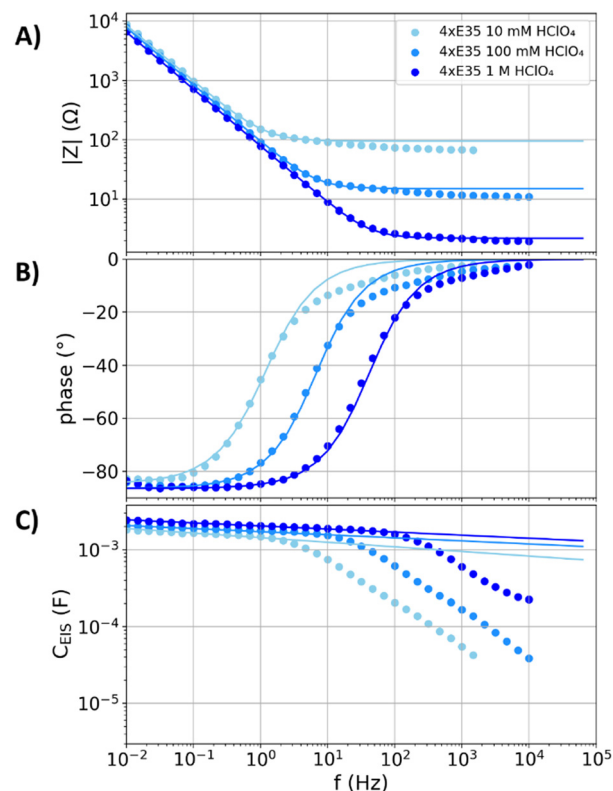 A)
10⁴
10³
10²
10¹
|Z| (Ω)
4xE35 10 mM HClO₄
4xE35 100 mM HClO₄
4xE35 1 M HClO₄
B)
0
−20
−40
−60
−80
phase (°)
C)
10⁻³
10⁻⁴
10⁻⁵
C_EIS (F)
10⁻² 10⁻¹ 10⁰ 10¹ 10² 10³ 10⁴ 10⁵
f (Hz)